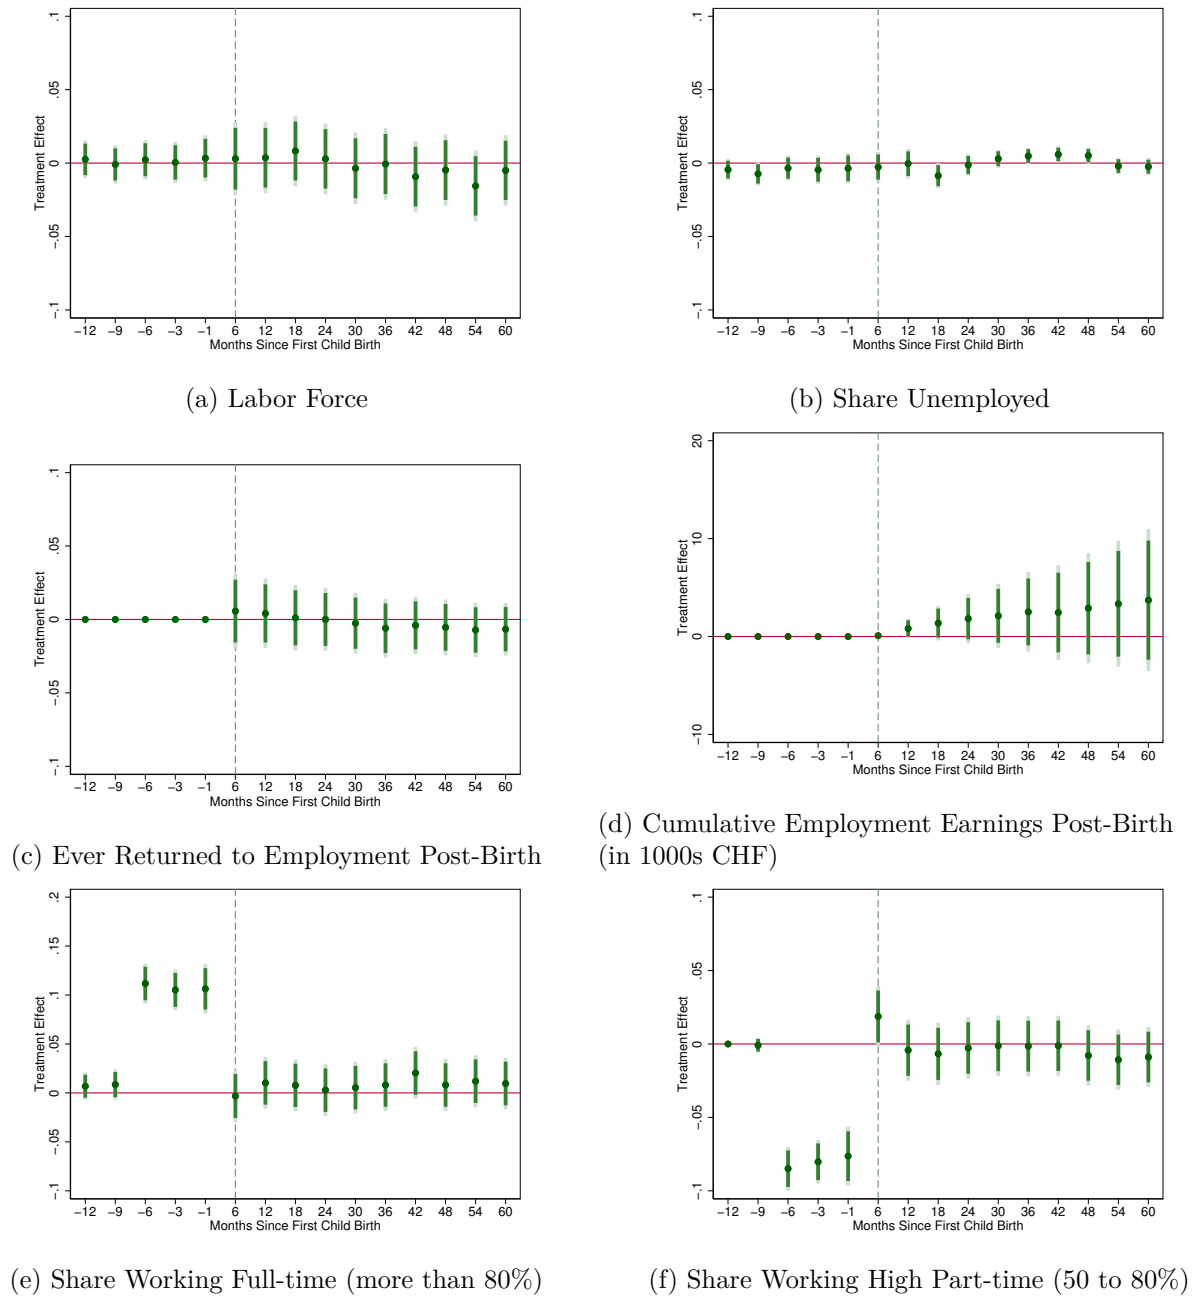 .1
.05
0
-.05
-.1
Treatment Effect
-12 -9 -6 -3 -1 6 12 18 24 30 36 42 48 54 60
Months Since First Child Birth
(a) Labor Force
.1
.05
0
-.05
-.1
Treatment Effect
-12 -9 -6 -3 -1 6 12 18 24 30 36 42 48 54 60
Months Since First Child Birth
(b) Share Unemployed
.1
.05
0
-.05
-.1
Treatment Effect
-12 -9 -6 -3 -1 6 12 18 24 30 36 42 48 54 60
Months Since First Child Birth
(c) Ever Returned to Employment Post-Birth
20
10
0
-10
Treatment Effect
-12 -9 -6 -3 -1 6 12 18 24 30 36 42 48 54 60
Months Since First Child Birth
(d) Cumulative Employment Earnings Post-Birth
(in 1000s CHF)
.2
.15
.1
.05
0
-.05
-.1
Treatment Effect
-12 -9 -6 -3 -1 6 12 18 24 30 36 42 48 54 60
Months Since First Child Birth
(e) Share Working Full-time (more than 80%)
.1
.05
0
-.05
-.1
Treatment Effect
-12 -9 -6 -3 -1 6 12 18 24 30 36 42 48 54 60
Months Since First Child Birth
(f) Share Working High Part-time (50 to 80%)